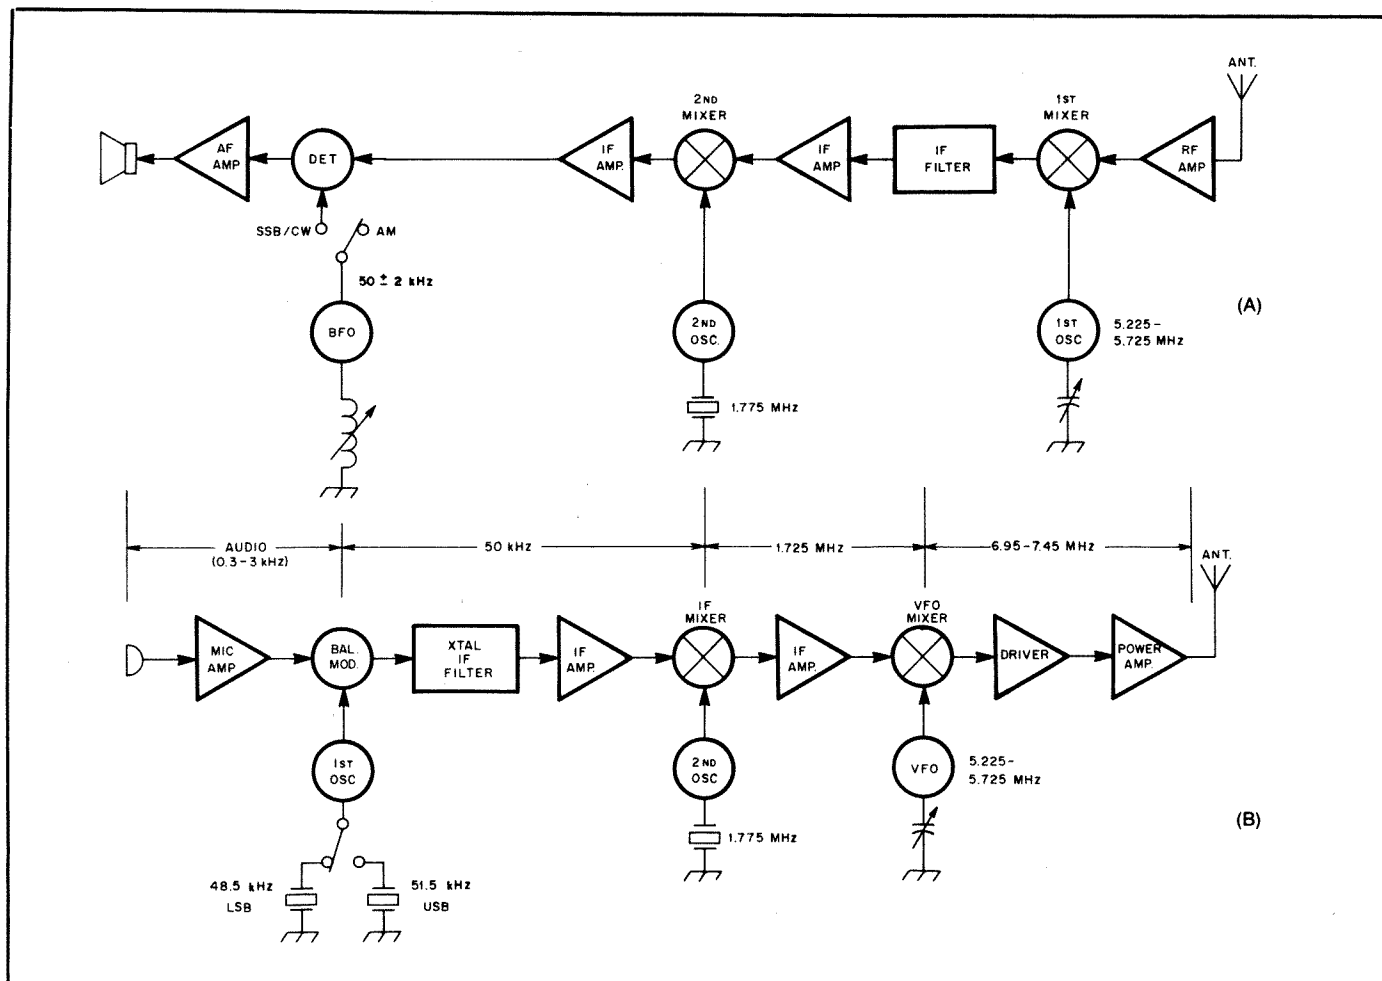 ANT.
2ND
MIXER
1ST
MIXER
AF
AMP
DET
IF
AMP.
IF
AMP
IF
FILTER
RF
AMP
SSB/CW
AM
50 ± 2 kHz
BFO
2ND
OSC.
1ST
OSC
5.225-
5.725 MHz
(A)
1.775 MHz
AUDIO
(0.3-3 kHz)
50 kHz
1.725 MHz
6.95-7.45 MHz
ANT.
IF
MIXER
VFO
MIXER
MIC
AMP
BAL.
MOD.
XTAL
IF
FILTER
IF
AMP.
IF
AMP.
DRIVER
POWER
AMP.
1ST
OSC
2ND
OSC
VFO
5.225-
5.725 MHz
(B)
1.775 MHz
48.5 kHz
LSB
51.5 kHz
USB